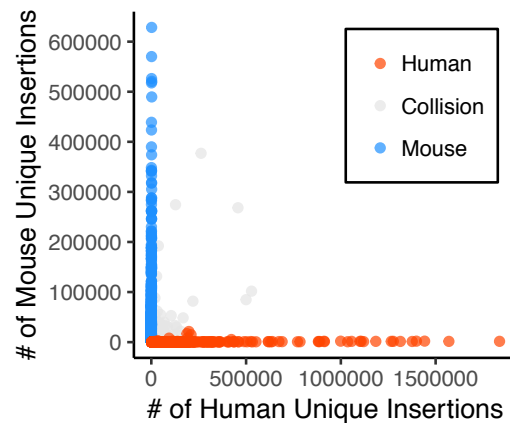 # of Mouse Unique Insertions
600000
500000
400000
300000
200000
100000
0
Human
Collision
Mouse
0
500000
1000000
1500000
# of Human Unique Insertions